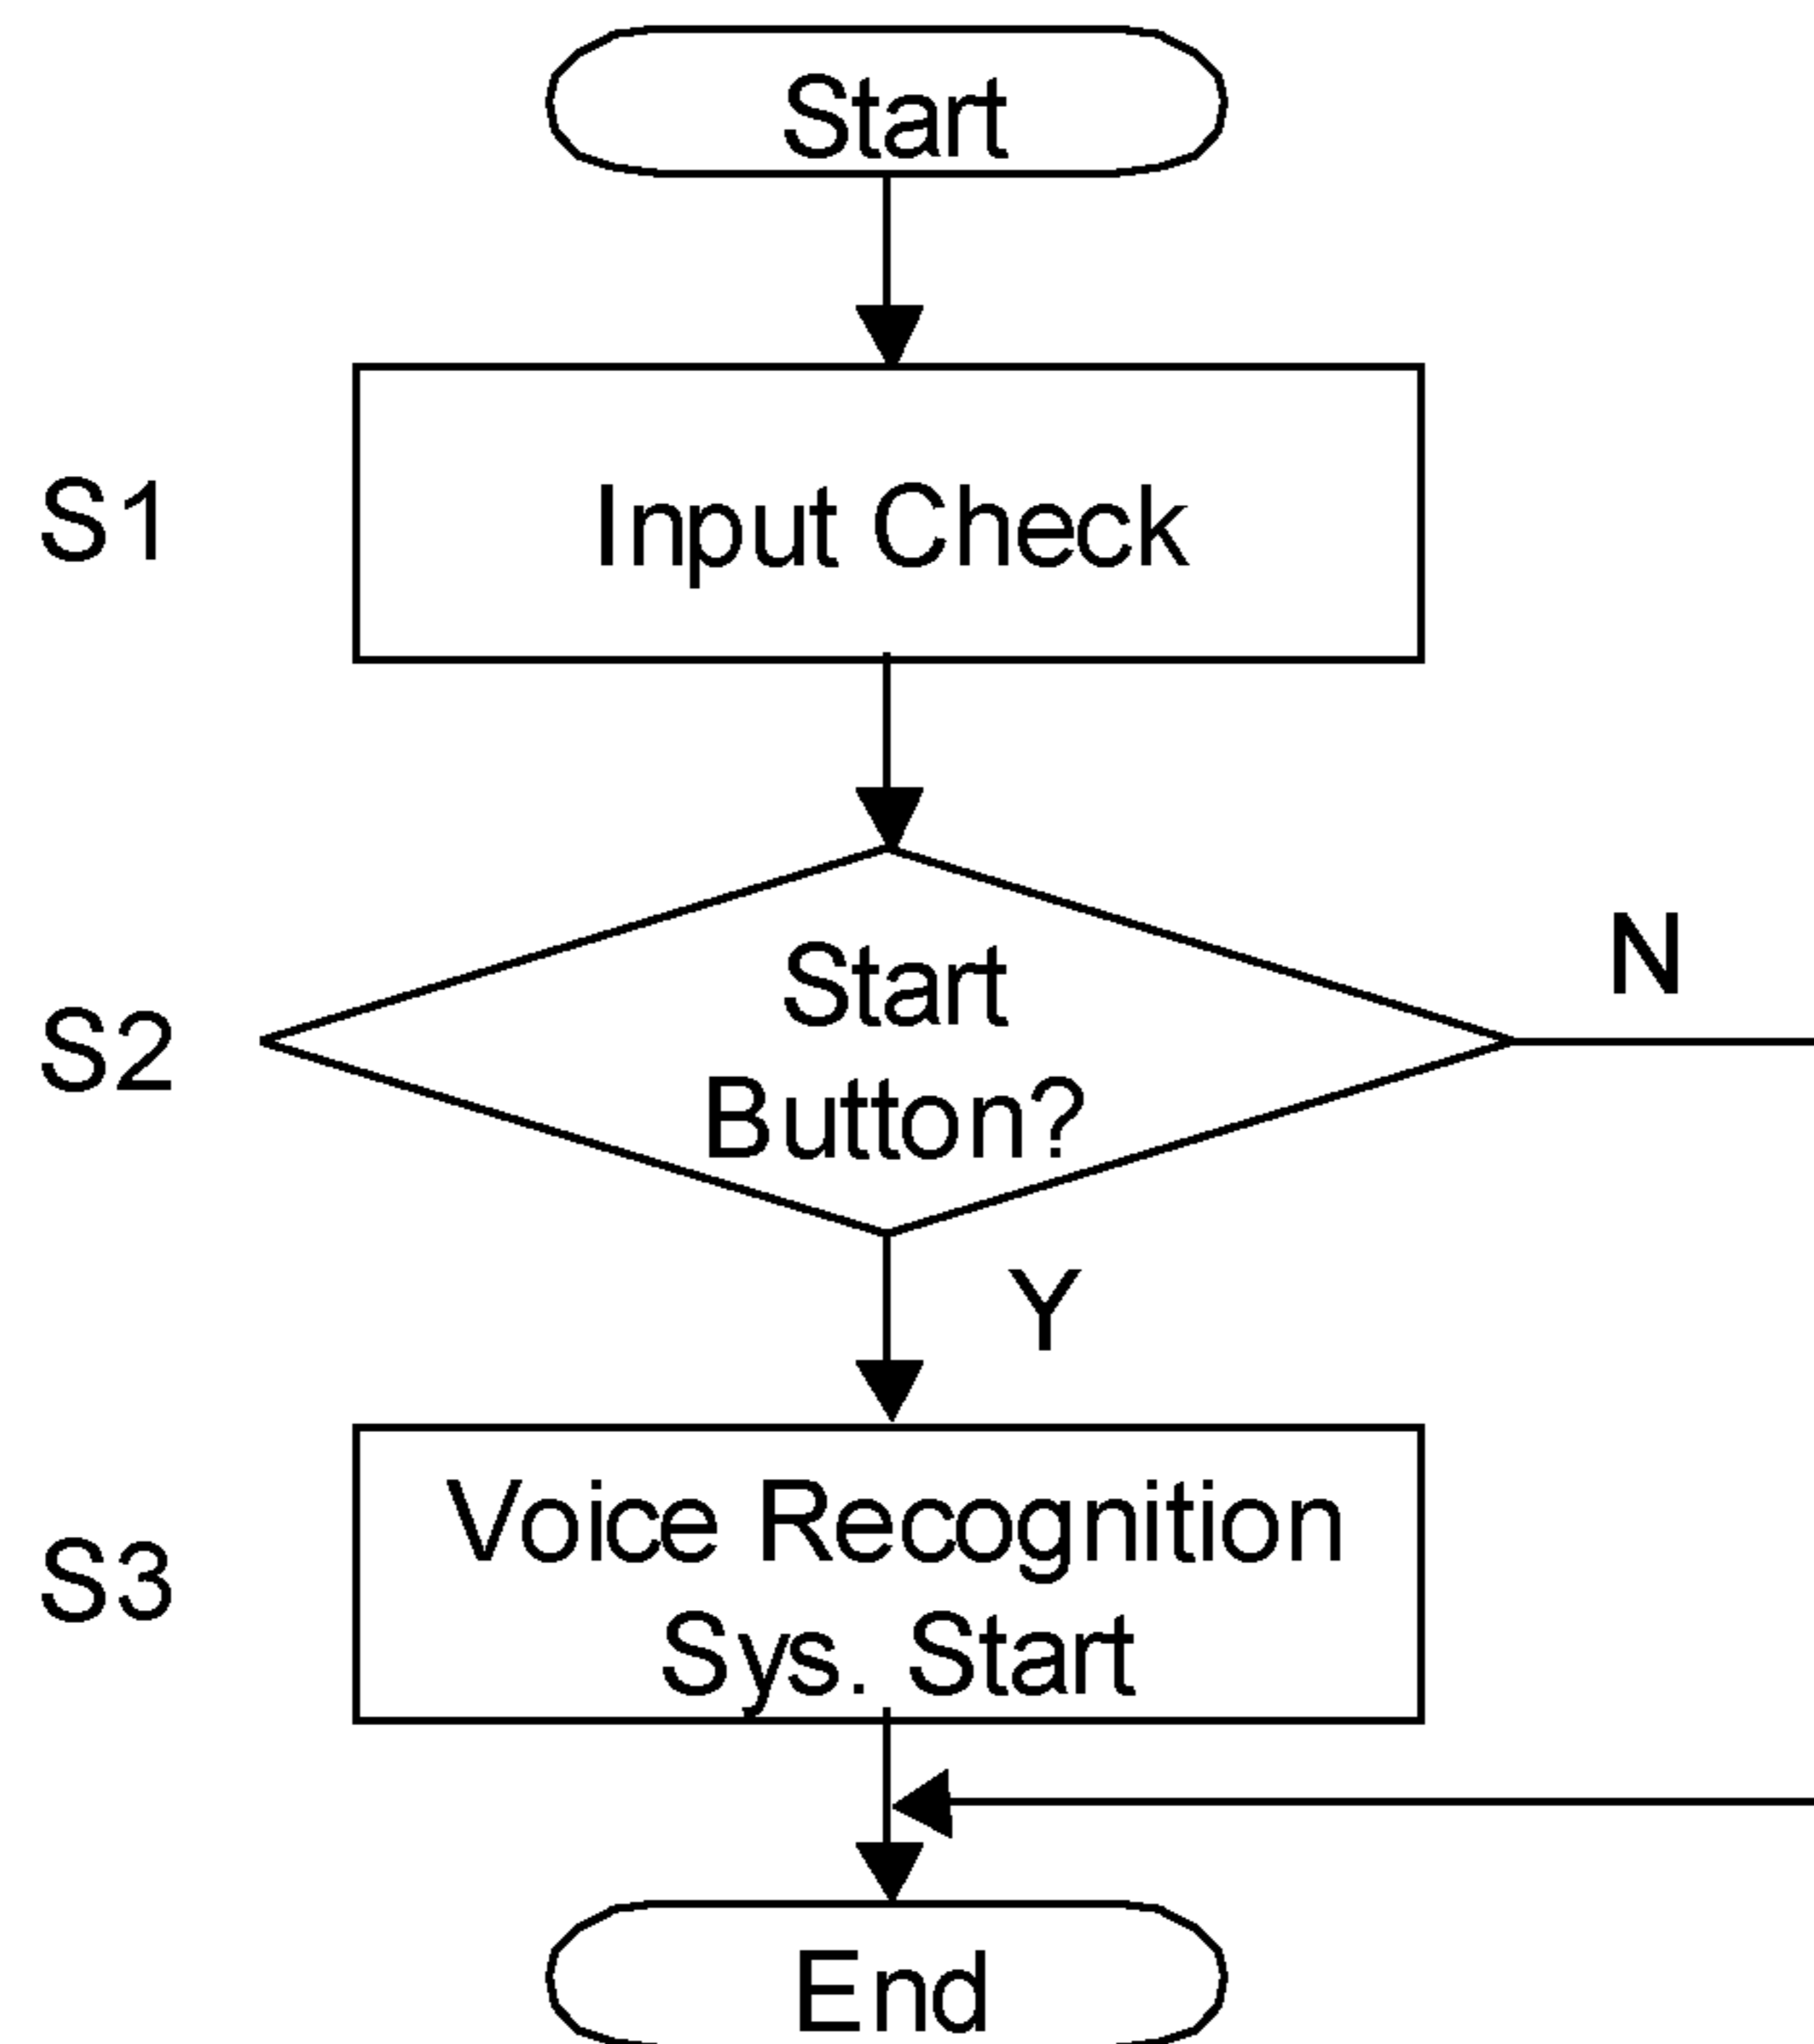 Start
S1
Input Check
S2
Start
Button?
N
Y
S3
Voice Recognition
Sys. Start
End